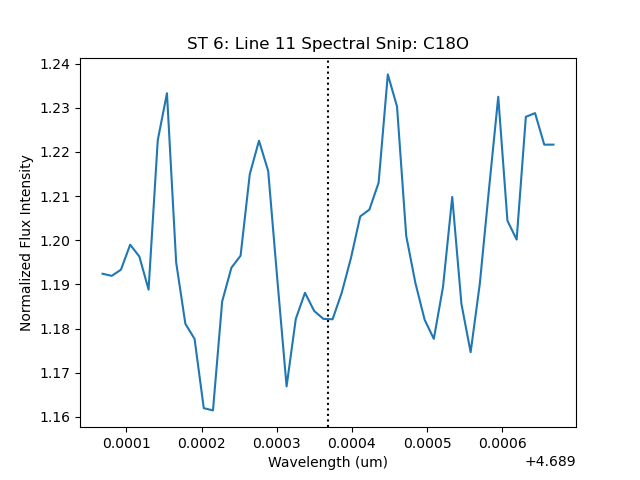 ST 6: Line 11 Spectral Snip: C18O
1.24
1.23
1.22
1.21
1.20
1.19
1.18
1.17
1.16
Normalized Flux Intensity
0.0001 0.0002 0.0003 0.0004 0.0005 0.0006
Wavelength (um)
+4.689